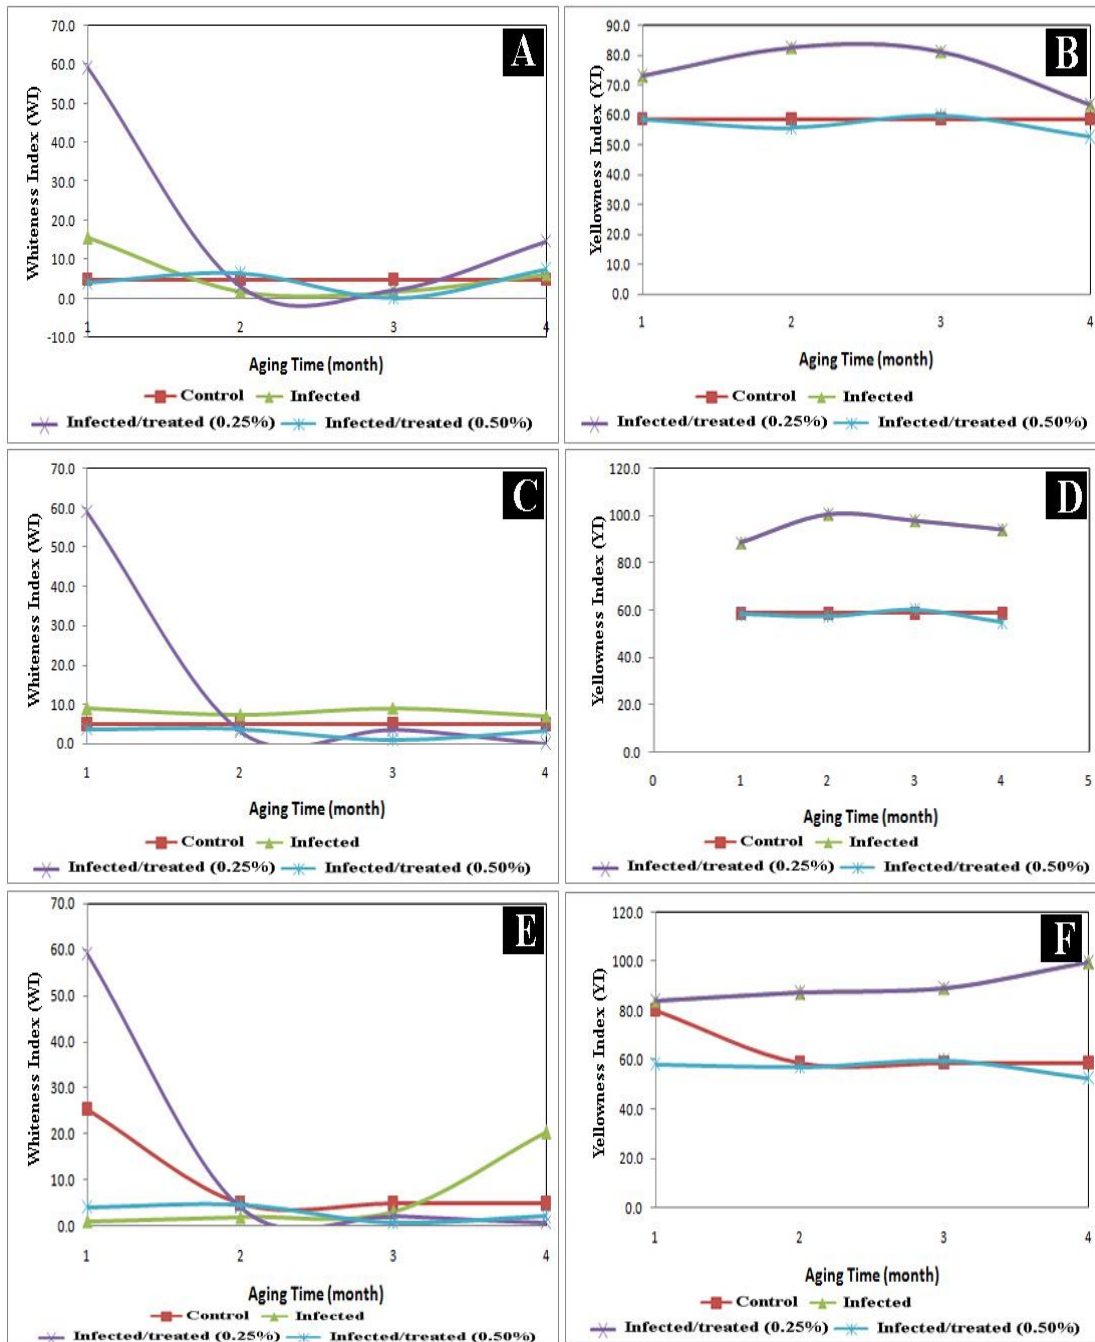 A
Whiteness Index (WI)
70.0
60.0
50.0
40.0
30.0
20.0
10.0
0.0
-10.0
1 2 3 4
Aging Time (month)
Control Infected
Infected/treated (0.25%) Infected/treated (0.50%)
B
Yellowness Index (YI)
90.0
80.0
70.0
60.0
50.0
40.0
30.0
20.0
10.0
0.0
1 2 3 4
Aging Time (month)
Control Infected
Infected/treated (0.25%) Infected/treated (0.50%)
C
Whiteness Index (WI)
70.0
60.0
50.0
40.0
30.0
20.0
10.0
0.0
1 2 3 4
Aging Time (month)
Control Infected
Infected/treated (0.25%) Infected/treated (0.50%)
D
Yellowness Index (YI)
120.0
100.0
80.0
60.0
40.0
20.0
0.0
0 1 2 3 4 5
Aging Time (month)
Control Infected
Infected/treated (0.25%) Infected/treated (0.50%)
E
Whiteness Index (WI)
70.0
60.0
50.0
40.0
30.0
20.0
10.0
0.0
1 2 3 4
Aging Time (month)
Control Infected
Infected/treated (0.25%) Infected/treated (0.50%)
F
Yellowness Index (YI)
120.0
100.0
80.0
60.0
40.0
20.0
0.0
1 2 3 4
Aging Time (month)
Control Infected
Infected/treated (0.25%) Infected/treated (0.50%)